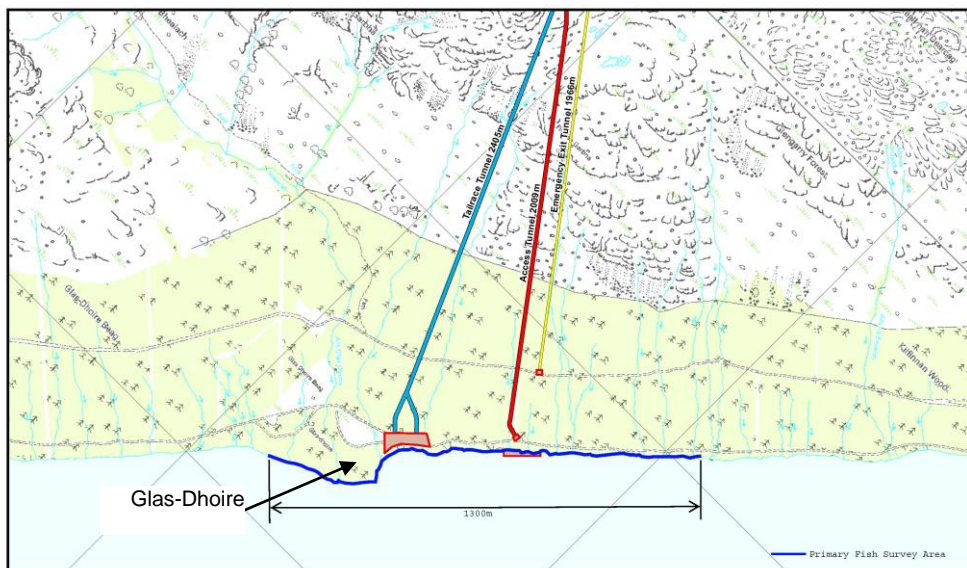 Tailrace Tunnel 2405m
Access Tunnel 2009m
Emergency Exit Tunnel 1966m
Glengarry Forest
Glas-Dhoire Beag
Kilfinnan Wood
Glas-Dhoire
1300m
Primary Fish Survey Area